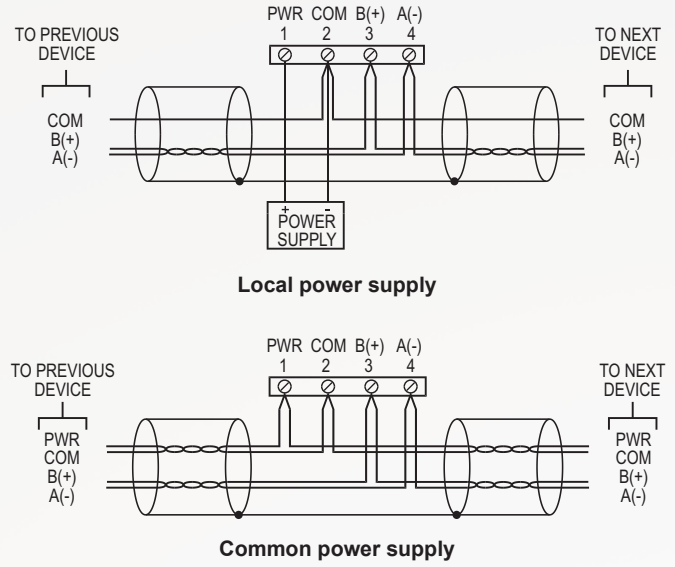 PWR COM B(+) A(-)
1 2 3 4
TO PREVIOUS
DEVICE
TO NEXT
DEVICE
COM
B(+)
A(-)
COM
B(+)
A(-)
+ -
POWER
SUPPLY
Local power supply
PWR COM B(+) A(-)
1 2 3 4
TO PREVIOUS
DEVICE
TO NEXT
DEVICE
PWR
COM
B(+)
A(-)
PWR
COM
B(+)
A(-)
Common power supply